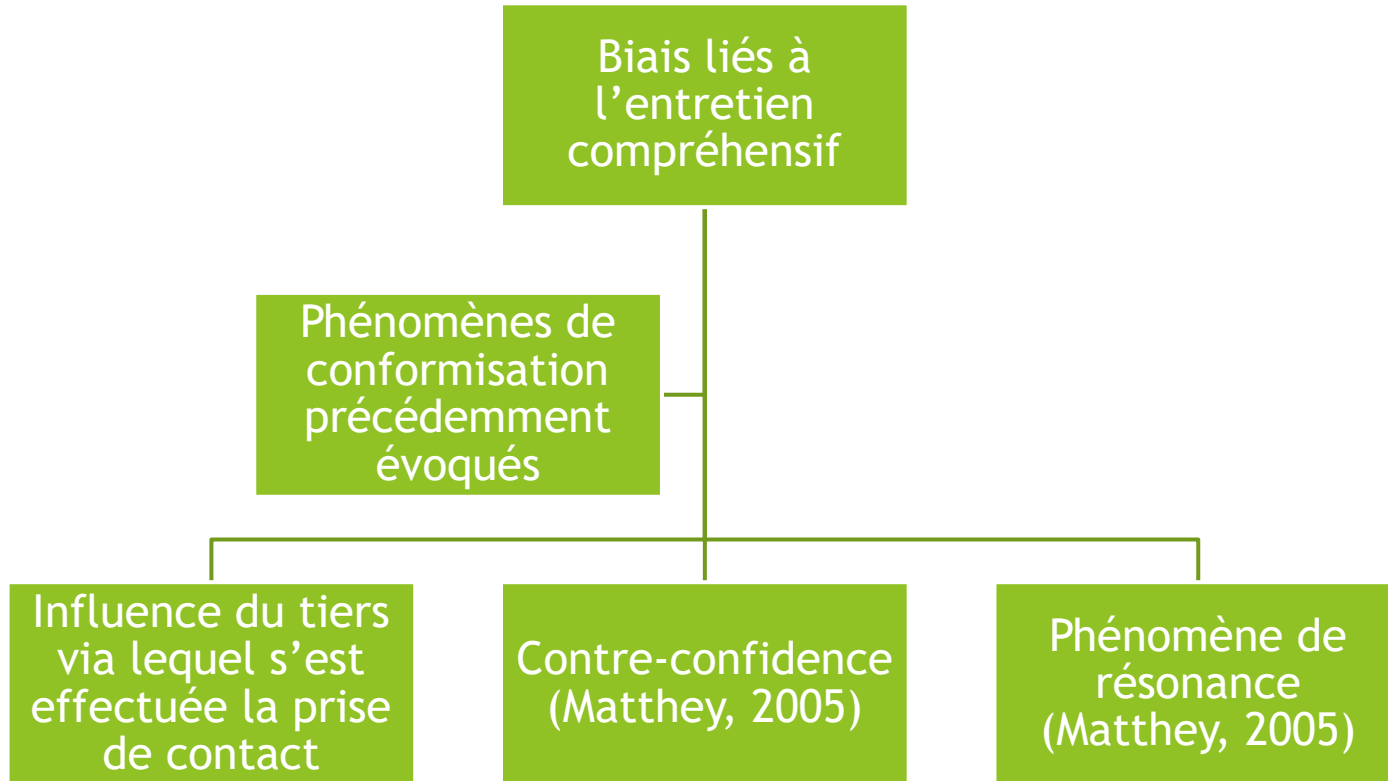 Biais liés à
l’entretien
compréhensif
Phénomènes de
conformisation
précédemment
évoqués
Influence du tiers
via lequel s’est
effectuée la prise
de contact
Contre-confidence
(Matthey, 2005)
Phénomène de
résonance
(Matthey, 2005)